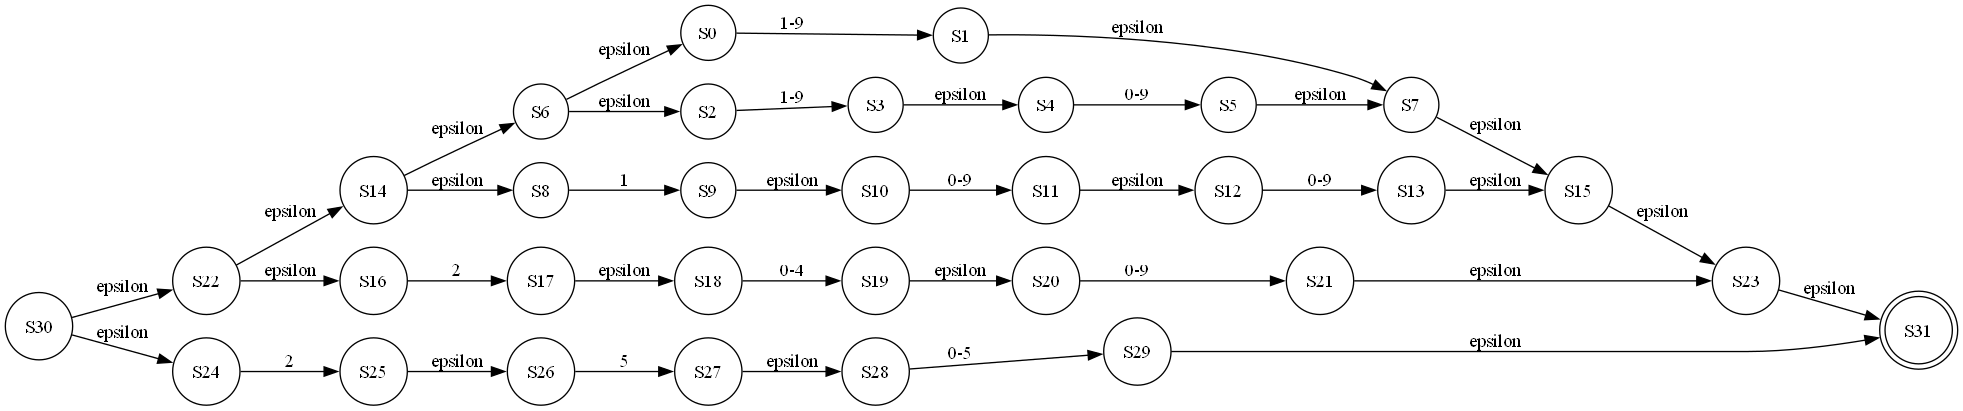 S0 1-9 S1 epsilon
epsilon
S6 epsilon S2 1-9 S3 epsilon S4 0-9 S5 epsilon S7
epsilon epsilon
S14 epsilon S8 1 S9 epsilon S10 0-9 S11 epsilon S12 0-9 S13 epsilon S15
epsilon epsilon
S22 epsilon S16 2 S17 epsilon S18 0-4 S19 epsilon S20 0-9 S21 epsilon S23
epsilon epsilon
S30 S31
epsilon
S24 2 S25 epsilon S26 5 S27 epsilon S28 0-5 S29 epsilon